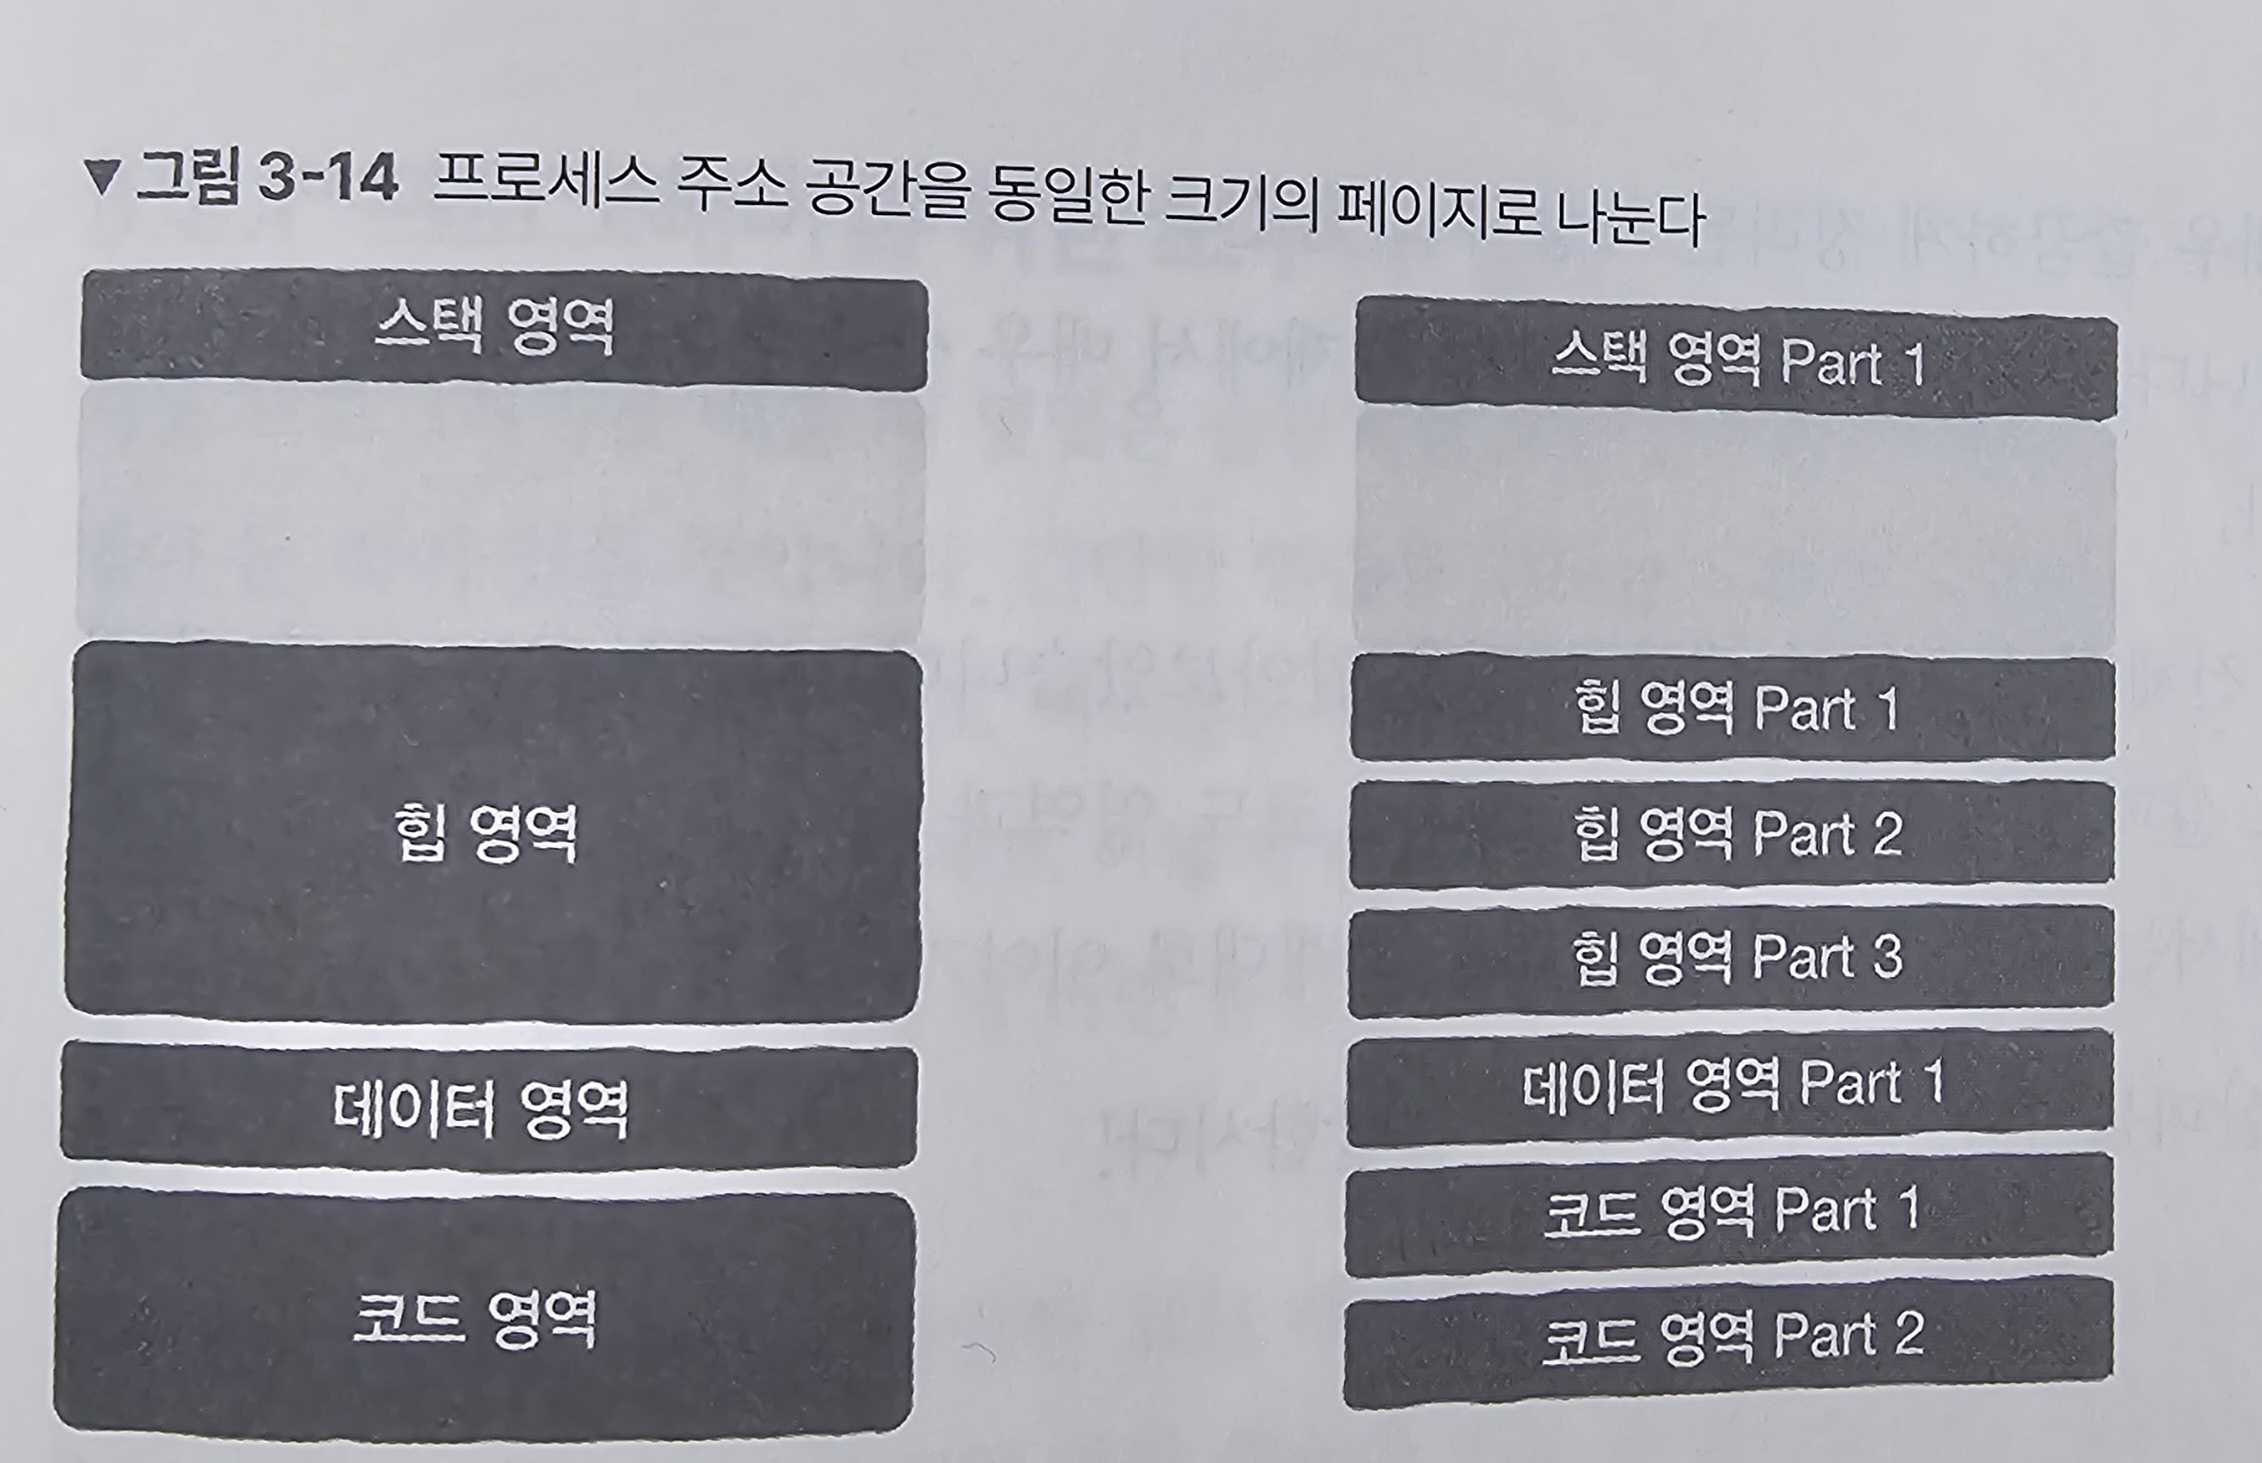 ▼ 그림 3-14 프로세스 주소 공간을 동일한 크기의 페이지로 나눈다
스택 영역
힙 영역
데이터 영역
코드 영역
스택 영역 Part 1
힙 영역 Part 1
힙 영역 Part 2
힙 영역 Part 3
데이터 영역 Part 1
코드 영역 Part 1
코드 영역 Part 2